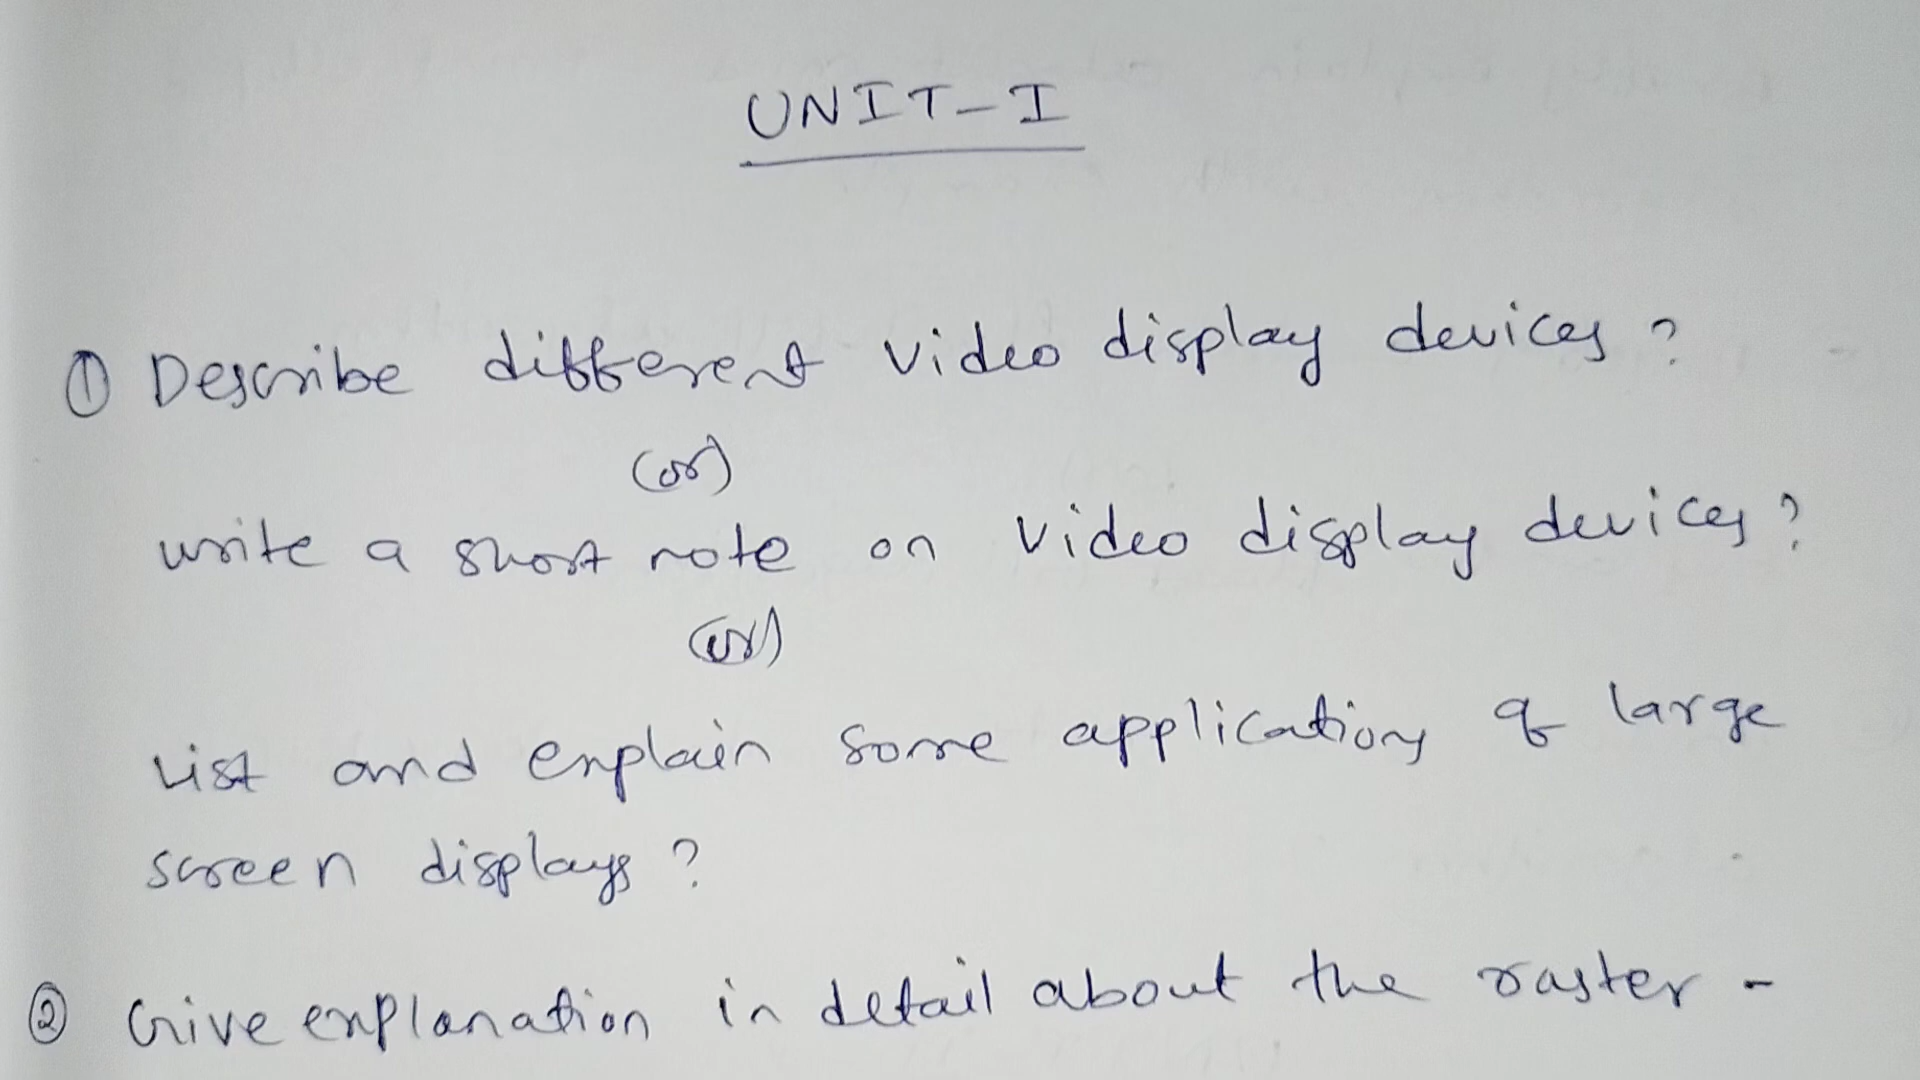 UNIT-I
① Describe different video display devices?
(or)
write a short note on video display devices?
(or)
List and explain some applications of large
screen displays?
② Give explanation in detail about the raster -